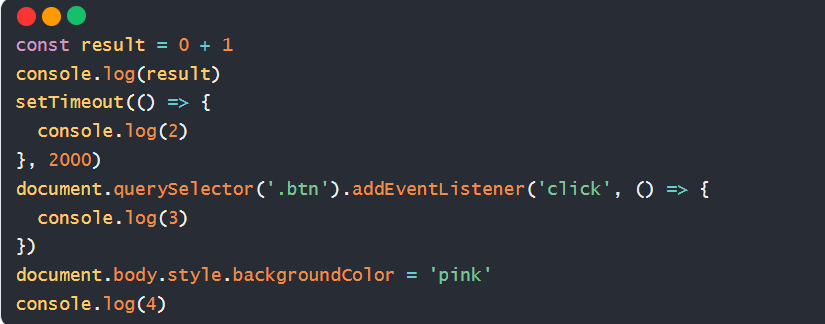 const result = 0 + 1
console.log(result)
setTimeout(() => {
  console.log(2)
}, 2000)
document.querySelector('.btn').addEventListener('click', () => {
  console.log(3)
})
document.body.style.backgroundColor = 'pink'
console.log(4)